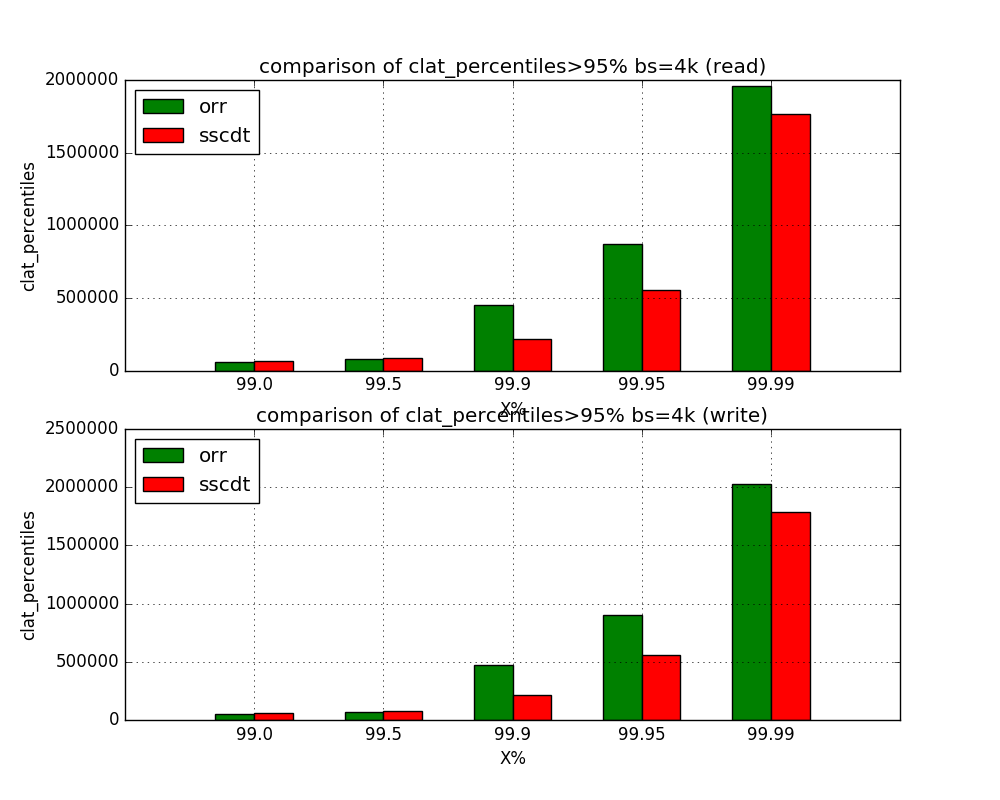 comparison of clat_percentiles>95% bs=4k (read)
2000000
1500000
1000000
500000
0
clat_percentiles
orr
sscdt
99.0 99.5 99.9 99.95 99.99
X%
comparison of clat_percentiles>95% bs=4k (write)
2500000
2000000
1500000
1000000
500000
0
clat_percentiles
orr
sscdt
99.0 99.5 99.9 99.95 99.99
X%